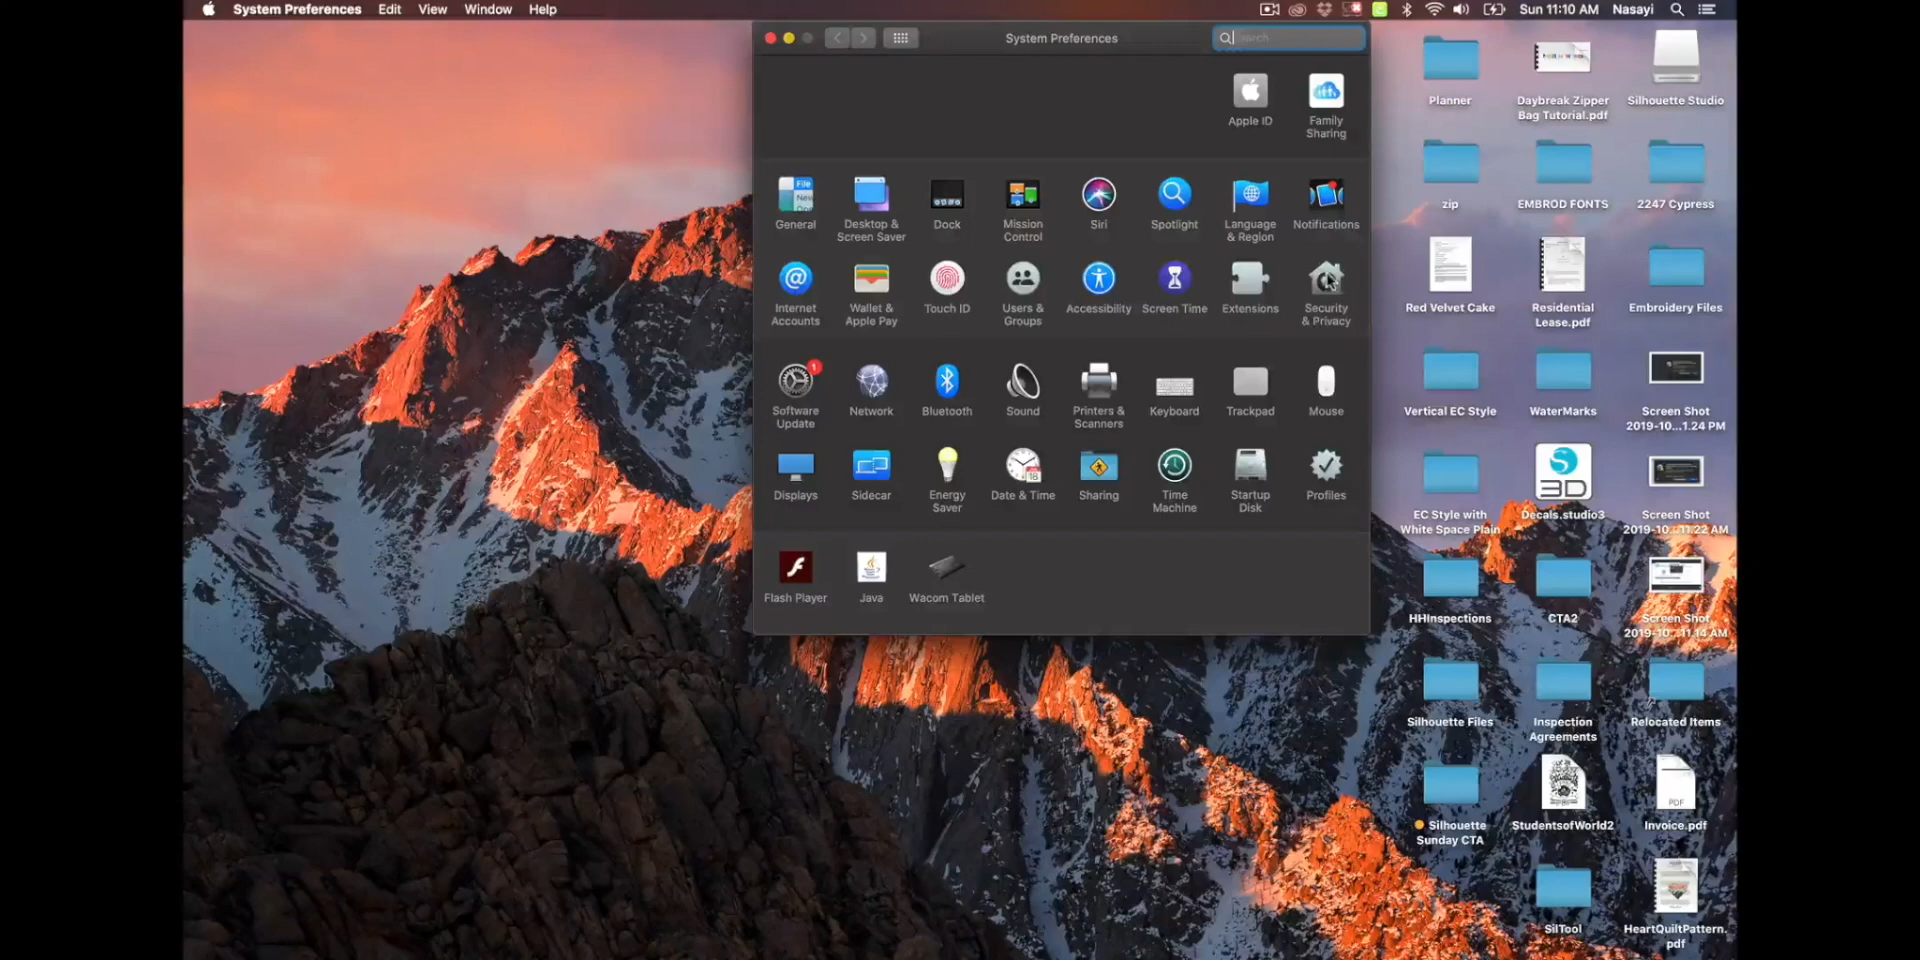 System Preferences Edit View Window Help
Sun 11:10 AM Nasayi
System Preferences
Apple ID
Family
Sharing
General
Desktop &
Screen Saver
Dock
Mission
Control
Siri
Spotlight
Language
& Region
Notifications
Internet
Accounts
Wallet &
Apple Pay
Touch ID
Users &
Groups
Accessibility
Screen Time
Extensions
Security
& Privacy
1
Software
Update
Network
Bluetooth
Sound
Printers &
Scanners
Keyboard
Trackpad
Mouse
Displays
Sidecar
Energy
Saver
Date & Time
Sharing
Time
Machine
Startup
Disk
Profiles
Flash Player
Java
Wacom Tablet
Planner
Daybreak Zipper
Bag Tutorial.pdf
Silhouette Studio
zip
EMBROD FONTS
2247 Cypress
Red Velvet Cake
Residential
Lease.pdf
Embroidery Files
Vertical EC Style
WaterMarks
Screen Shot
2019-10...1.24 PM
EC Style with
White Space Plain
3D
Decals.studio3
Screen Shot
2019-10...11.22 AM
HHInspections
CTA2
Screen Shot
2019-10...11.14 AM
Silhouette Files
Inspection
Agreements
Relocated Items
Silhouette
Sunday CTA
StudentsofWorld2
PDF
Invoice.pdf
SilTool
HeartQuiltPattern.
pdf